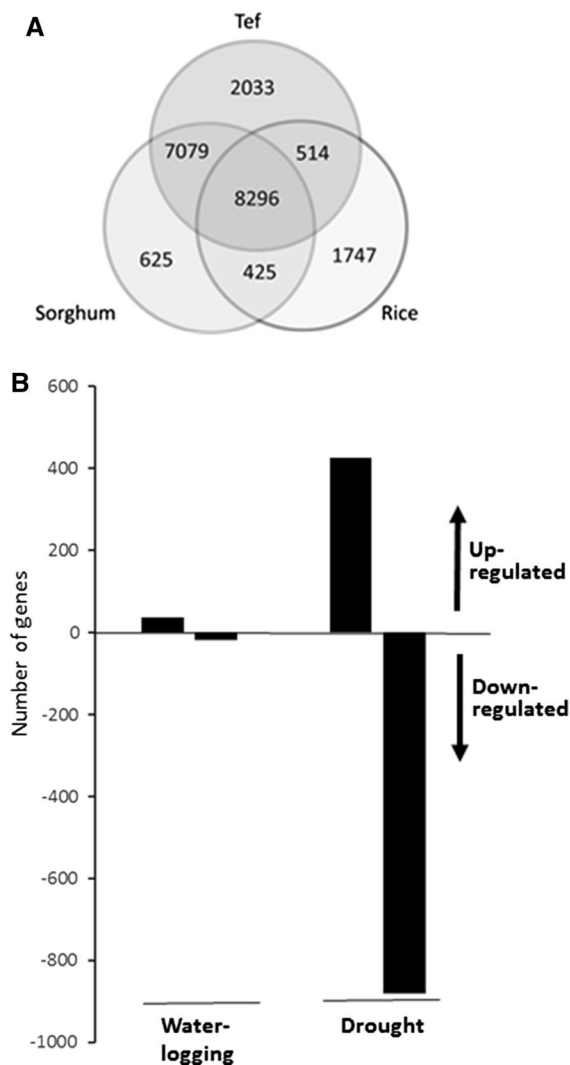 A
Tef
2033
7079
514
8296
625
425
1747
Sorghum
Rice
B
600
400
200
0
-200
-400
-600
-800
-1000
Number of genes
Up-
regulated
Down-
regulated
Water-
logging
Drought